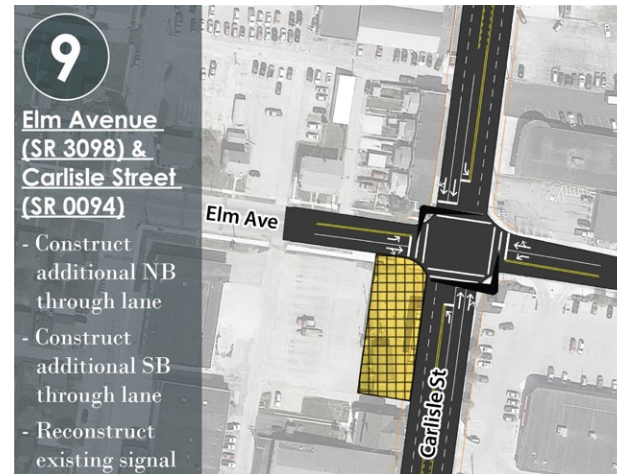 9
Elm Avenue
(SR 3098) &
Carlisle Street
(SR 0094)
- Construct
additional NB
through lane
- Construct
additional SB
through lane
- Reconstruct
existing signal
Elm Ave
Carlisle St